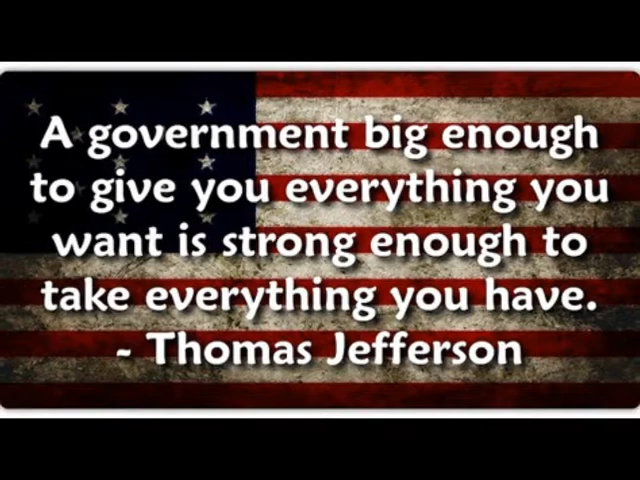 A government big enough
to give you everything you
want is strong enough to
take everything you have.
- Thomas Jefferson